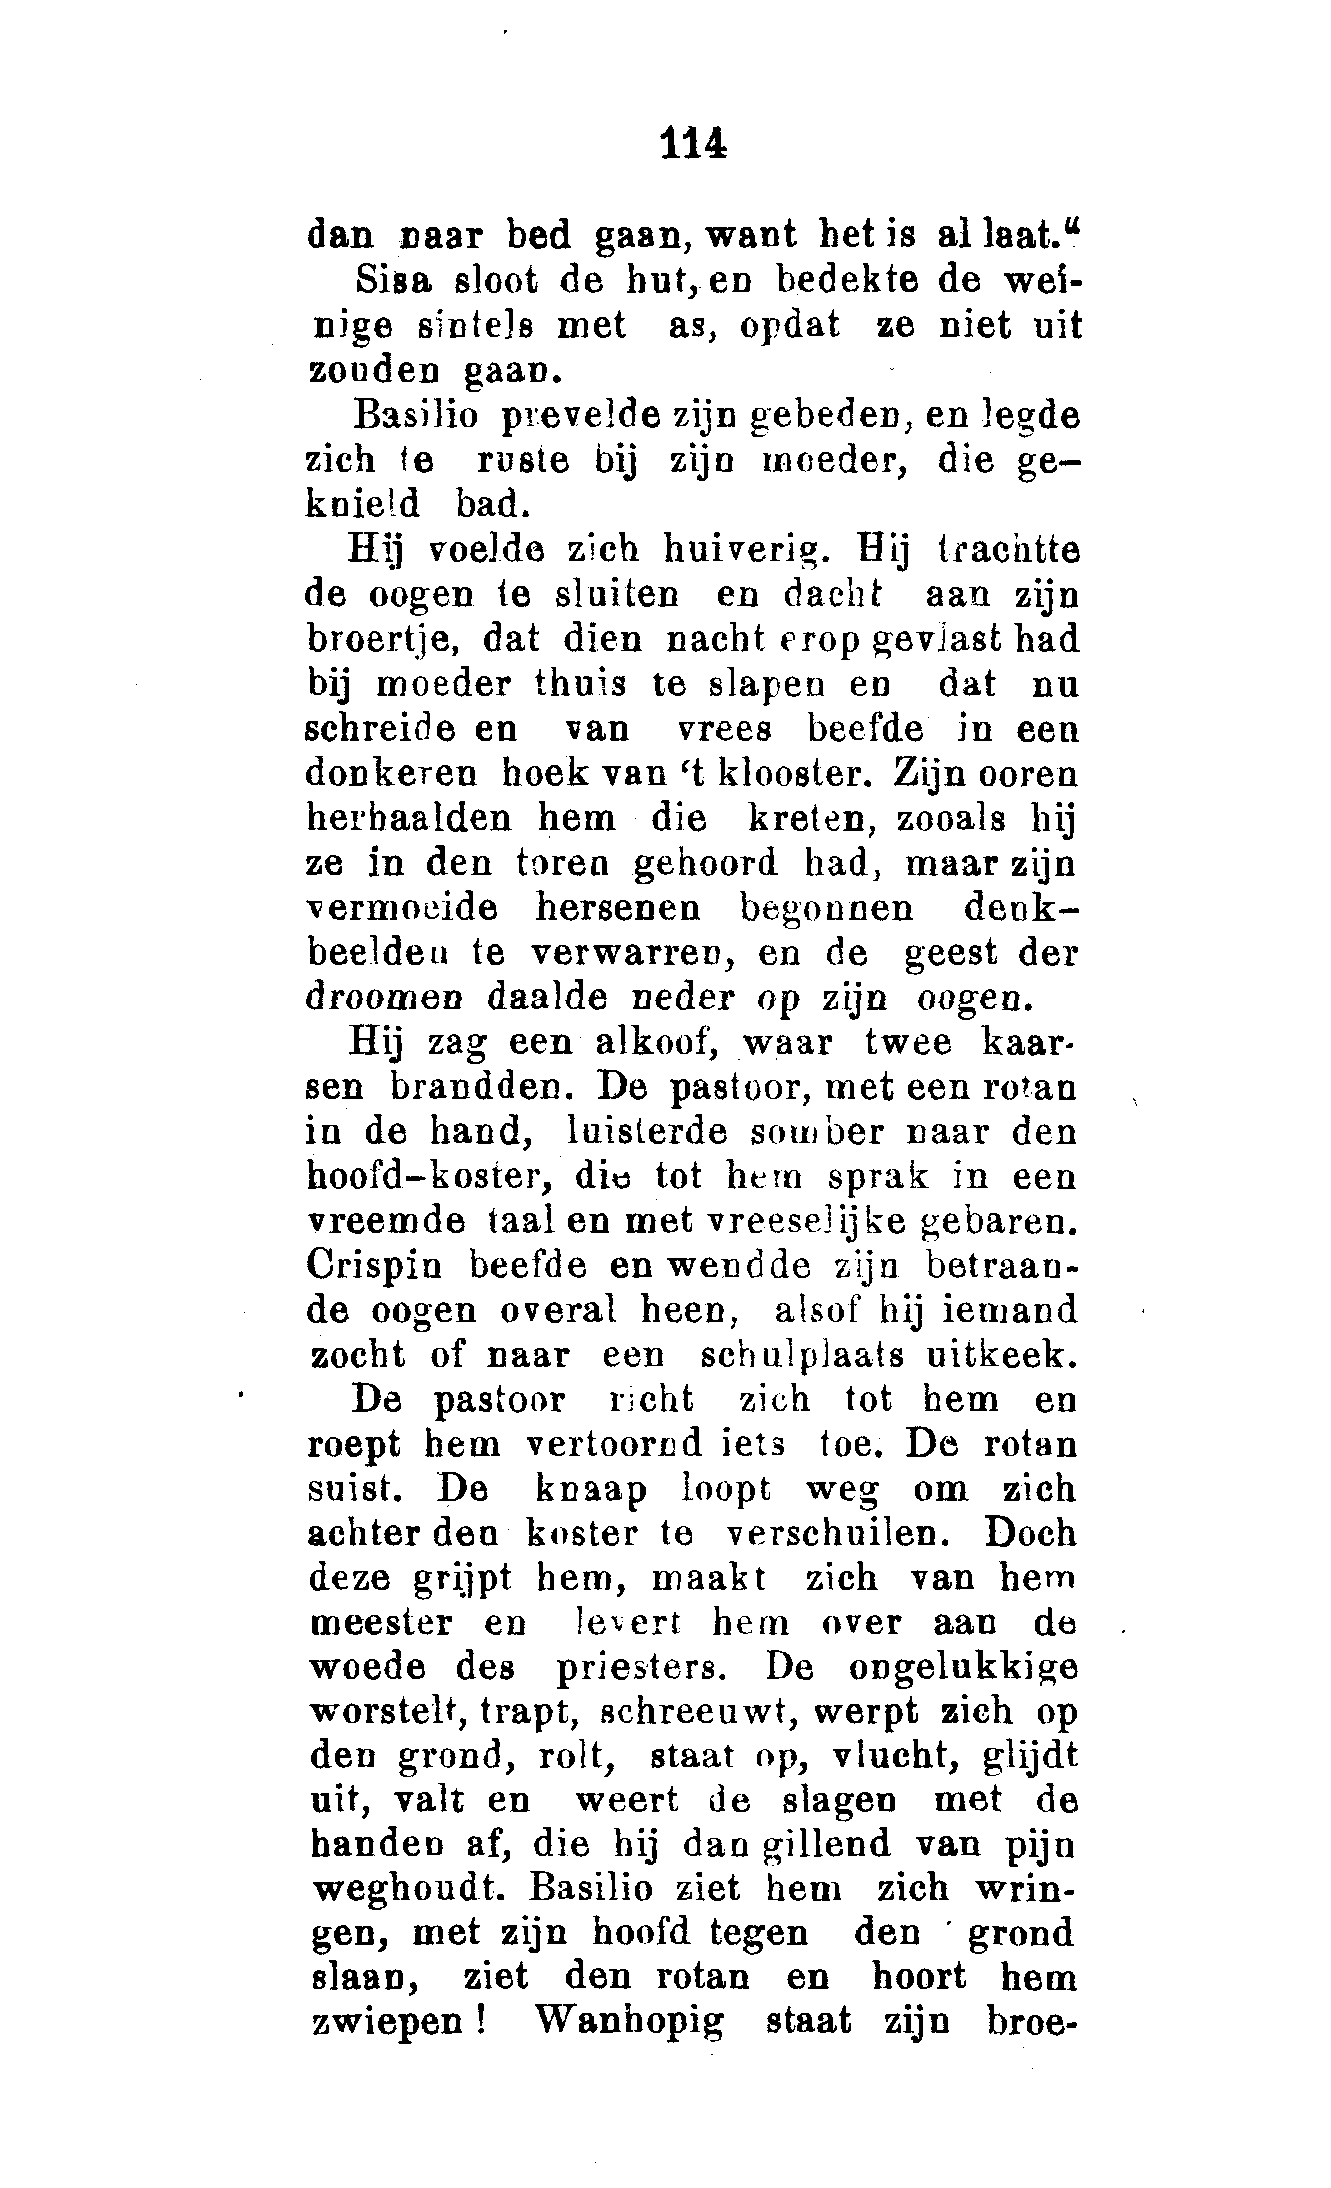 114
dan naar bed gaan, want het is al laat.“
Sisa sloot de hut, en bedekte de wei-
nige sintels met as, opdat ze niet uit
zouden gaan.
Basilio prevelde zijn gebeden, en legde
zich te ruste bij zijn moeder, die ge-
knield bad.
Hij voelde zich huiverig. Hij trachtte
de oogen te sluiten en dacht aan zijn
broertje, dat dien nacht erop gevlast had
bij moeder thuis te slapen en dat nu
schreide en van vrees beefde in een
donkeren hoek van ‘t klooster. Zijn ooren
herhaalden hem die kreten, zooals hij
ze in den toren gehoord had, maar zijn
vermoeide hersenen begonnen denk-
beelden te verwarren, en de geest der
droomen daalde neder op zijn oogen.
Hij zag een alkoof, waar twee kaar-
sen brandden. De pastoor, met een rotan
in de hand, luisterde somber naar den
hoofd-koster, die tot hem sprak in een
vreemde taal en met vreeselijke gebaren.
Crispin beefde en wendde zijn betraan-
de oogen overal heen, alsof hij iemand
zocht of naar een schulplaats uitkeek.
De pastoor richt zich tot hem en
roept hem vertoornd iets toe. De rotan
suist. De knaap loopt weg om zich
achter den koster te verschuilen. Doch
deze grijpt hem, maakt zich van hem
meester en levert hem over aan de
woede des priesters. De ongelukkige
worstelt, trapt, schreeuwt, werpt zich op
den grond, rolt, staat op, vlucht, glijdt
uit, valt en weert de slagen met de
handen af, die hij dan gillend van pijn
weghoudt. Basilio ziet hem zich wrin-
gen, met zijn hoofd tegen den grond
slaan, ziet den rotan en hoort hem
zwiepen! Wanhopig staat zijn broe-